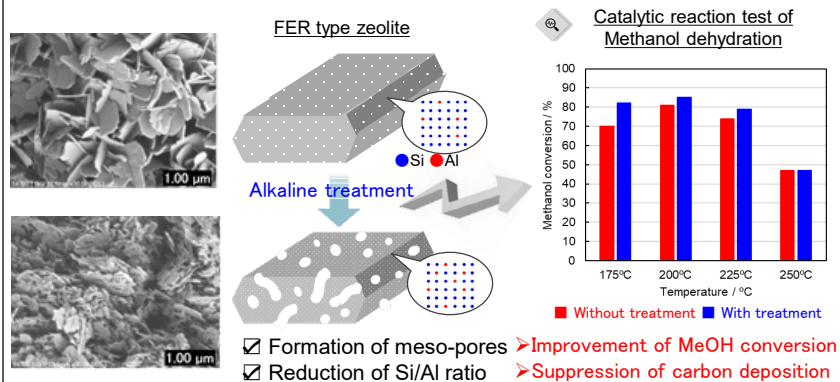 FER type zeolite
Si Al
Alkaline treatment
1.00 µm
1.00 µm
☑ Formation of meso-pores
☑ Reduction of Si/Al ratio
Catalytic reaction test of
Methanol dehydration
Methanol conversion / %
100
90
80
70
60
50
40
30
20
10
0
175ºC 200ºC 225ºC 250ºC
Temperature / ºC
Without treatment With treatment
➢Improvement of MeOH conversion
➢Suppression of carbon deposition